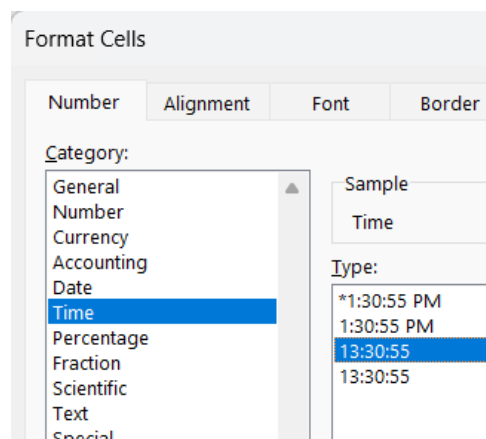 Format Cells
Number Alignment Font Border
Category:
General
Number
Currency
Accounting
Date
Time
Percentage
Fraction
Scientific
Text
Special
Sample
Time
Type:
*1:30:55 PM
1:30:55 PM
13:30:55
13:30:55